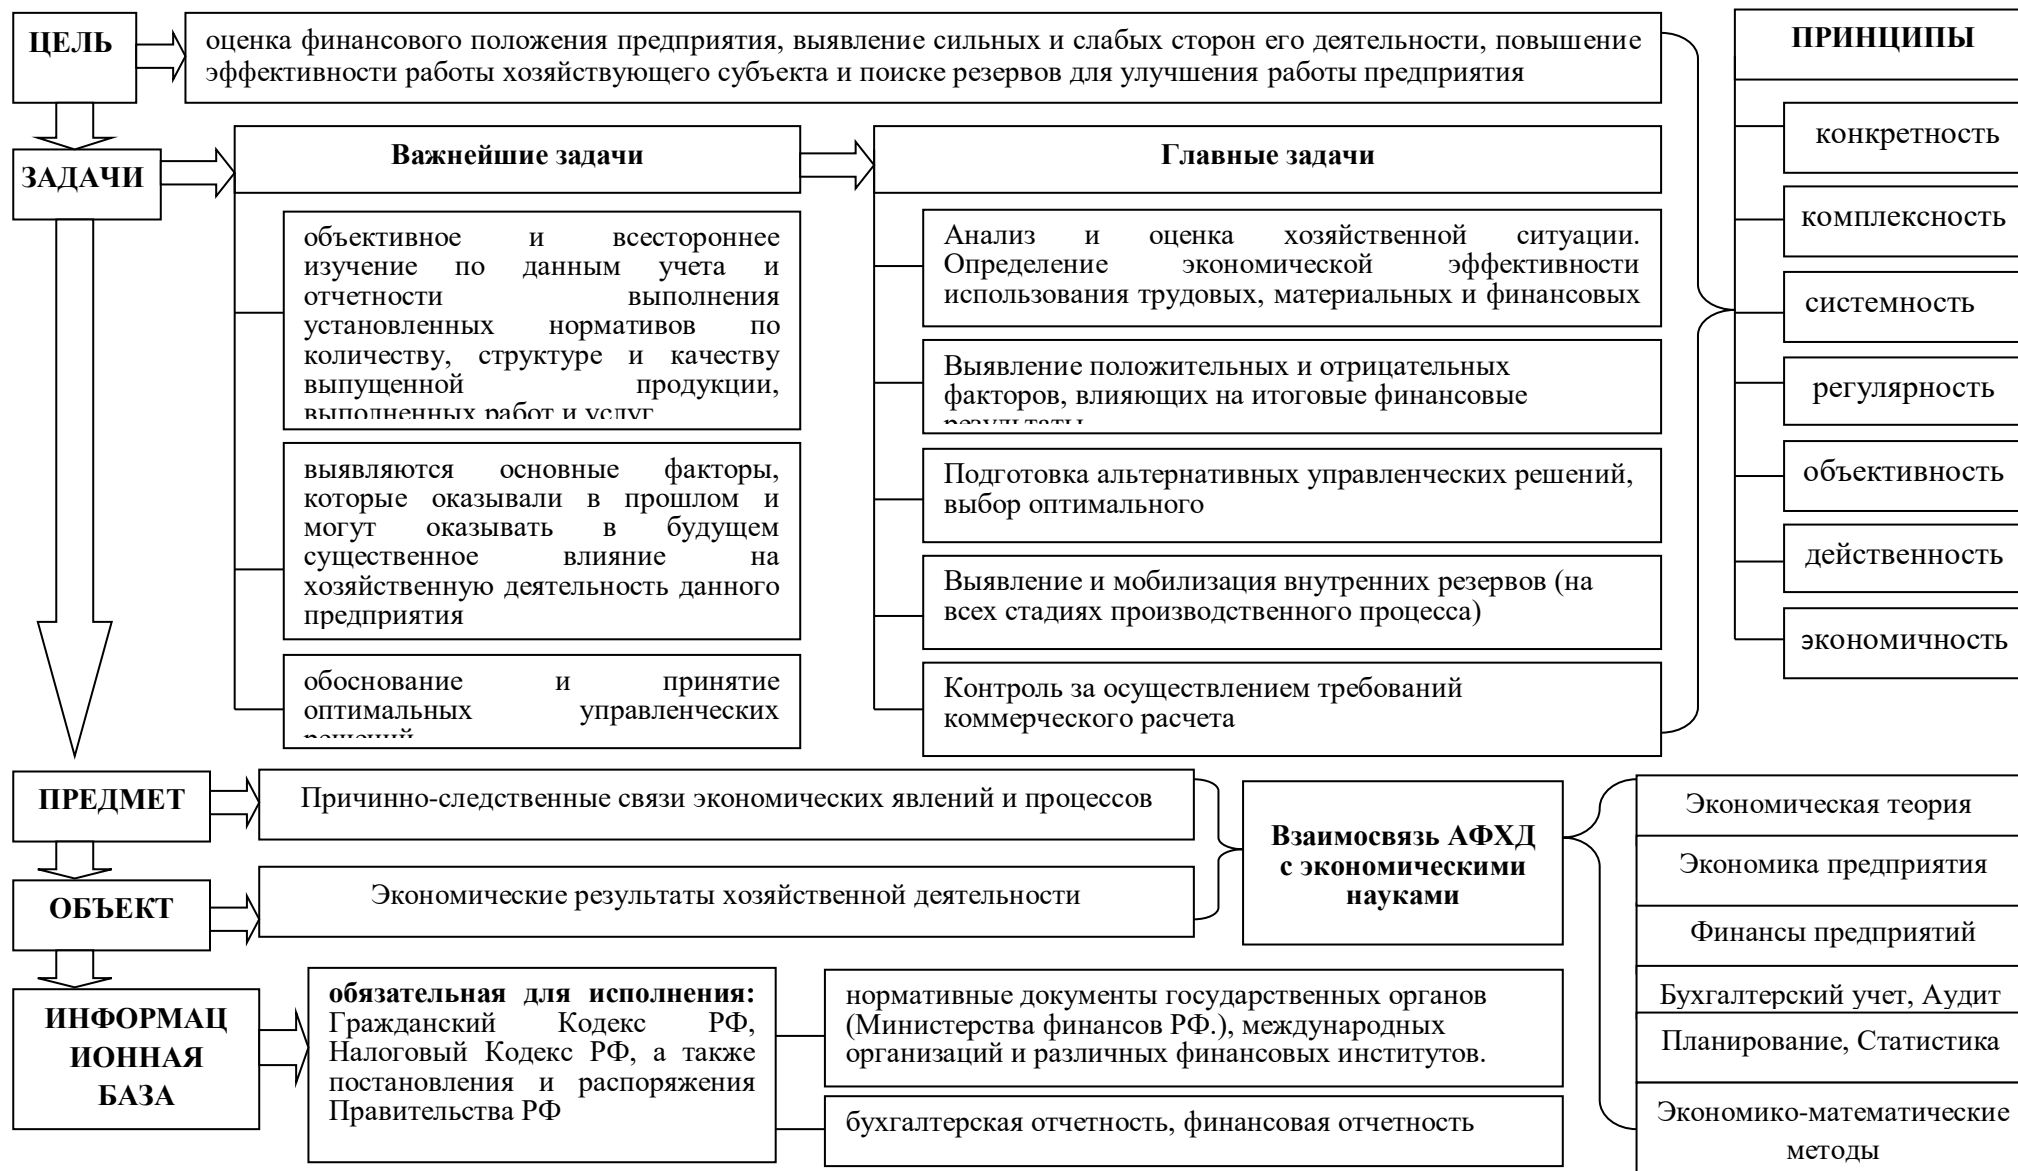 ЦЕЛЬ
оценка финансового положения предприятия, выявление сильных и слабых сторон его деятельности, повышение
эффективности работы хозяйствующего субъекта и поиске резервов для улучшения работы предприятия
ПРИНЦИПЫ
конкретность
комплексность
системность
регулярность
объективность
действенность
экономичность
ЗАДАЧИ
Важнейшие задачи
объективное и всестороннее
изучение по данным учета и
отчетности выполнения
установленных нормативов по
количеству, структуре и качеству
выпущенной продукции,
выполненных работ и услуг
выявляются основные факторы,
которые оказывали в прошлом и
могут оказывать в будущем
существенное влияние на
хозяйственную деятельность данного
предприятия
обоснование и принятие
оптимальных управленческих
решений
Главные задачи
Анализ и оценка хозяйственной ситуации.
Определение экономической эффективности
использования трудовых, материальных и финансовых
Выявление положительных и отрицательных
факторов, влияющих на итоговые финансовые
результаты
Подготовка альтернативных управленческих решений,
выбор оптимального
Выявление и мобилизация внутренних резервов (на
всех стадиях производственного процесса)
Контроль за осуществлением требований
коммерческого расчета
ПРЕДМЕТ
Причинно-следственные связи экономических явлений и процессов
ОБЪЕКТ
Экономические результаты хозяйственной деятельности
Взаимосвязь АФХД
с экономическими
науками
Экономическая теория
Экономика предприятия
Финансы предприятий
Бухгалтерский учет, Аудит
Планирование, Статистика
Экономико-математические
методы
ИНФОРМАЦ
ИОННАЯ
БАЗА
обязательная для исполнения:
Гражданский Кодекс РФ,
Налоговый Кодекс РФ, а также
постановления и распоряжения
Правительства РФ
нормативные документы государственных органов
(Министерства финансов РФ.), международных
организаций и различных финансовых институтов.
бухгалтерская отчетность, финансовая отчетность